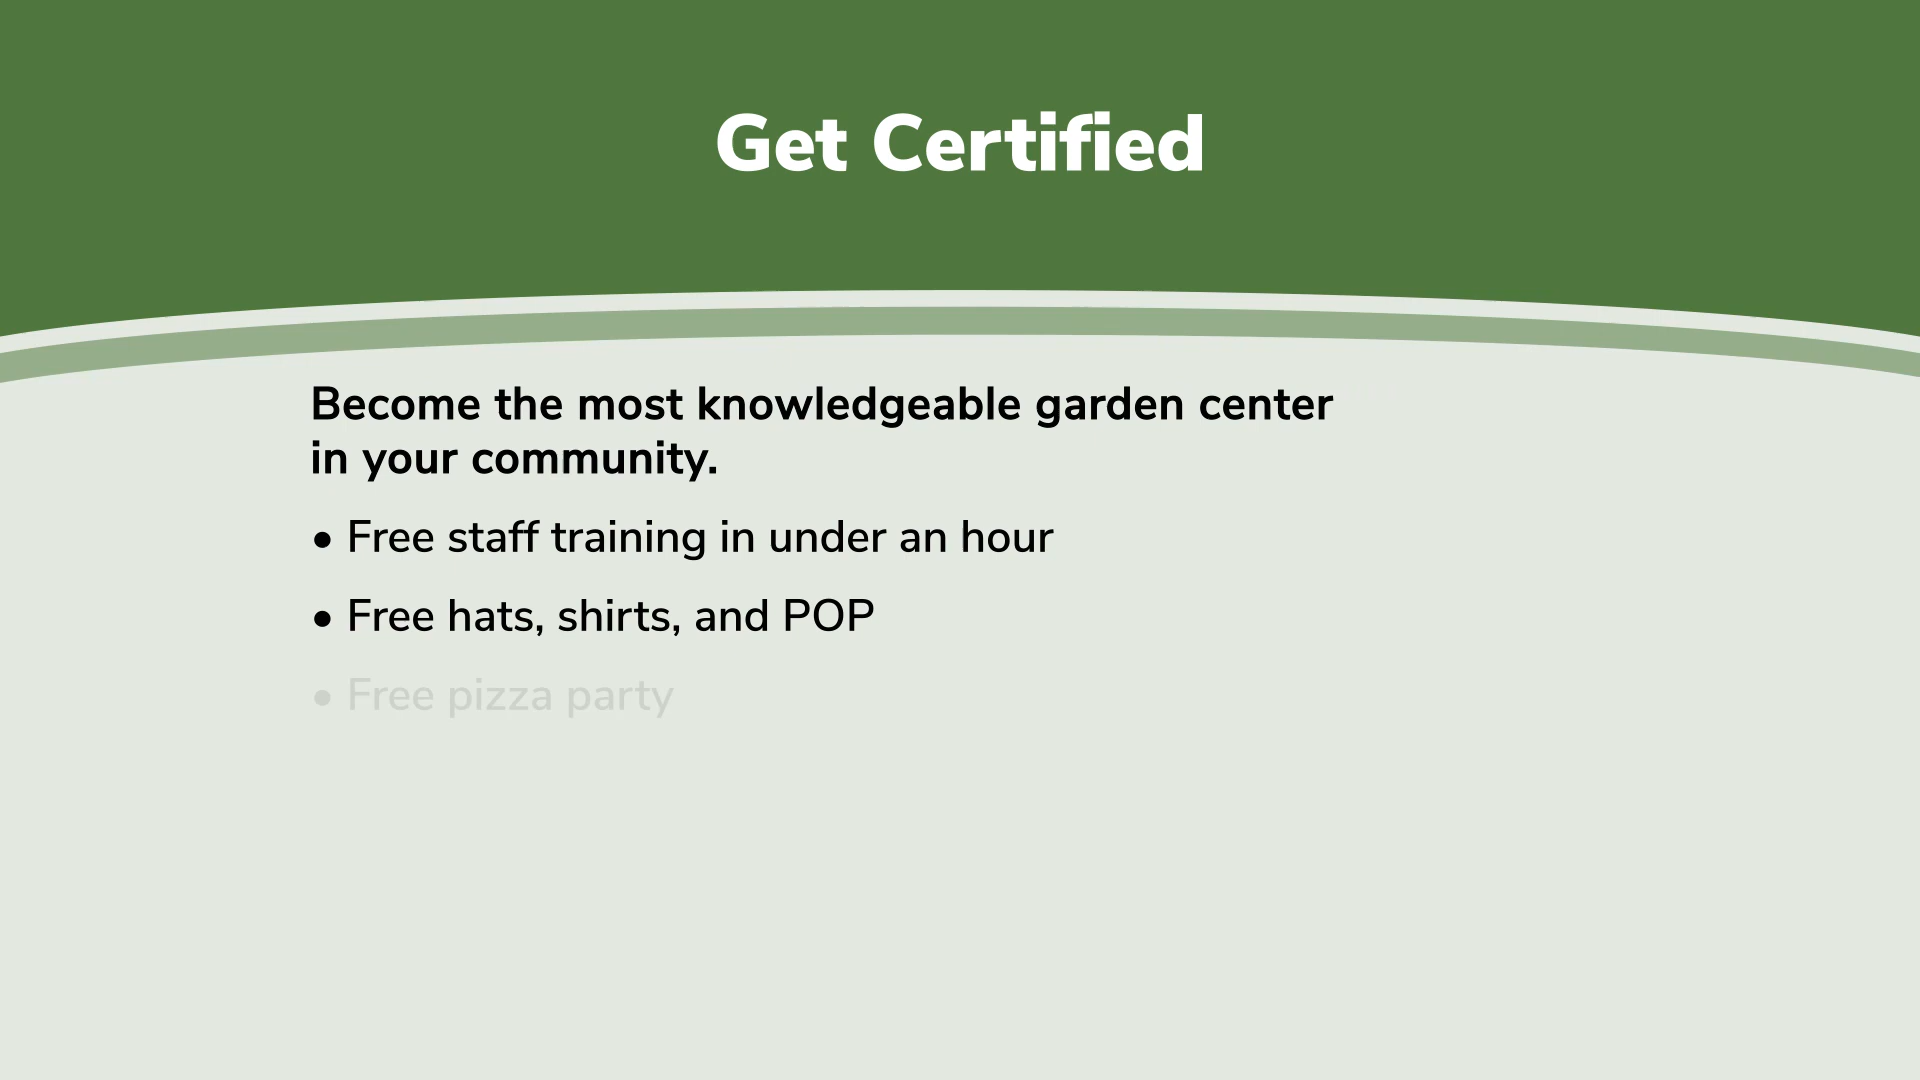 Get Certified
Become the most knowledgeable garden center
in your community.
• Free staff training in under an hour
• Free hats, shirts, and POP
• Free pizza party